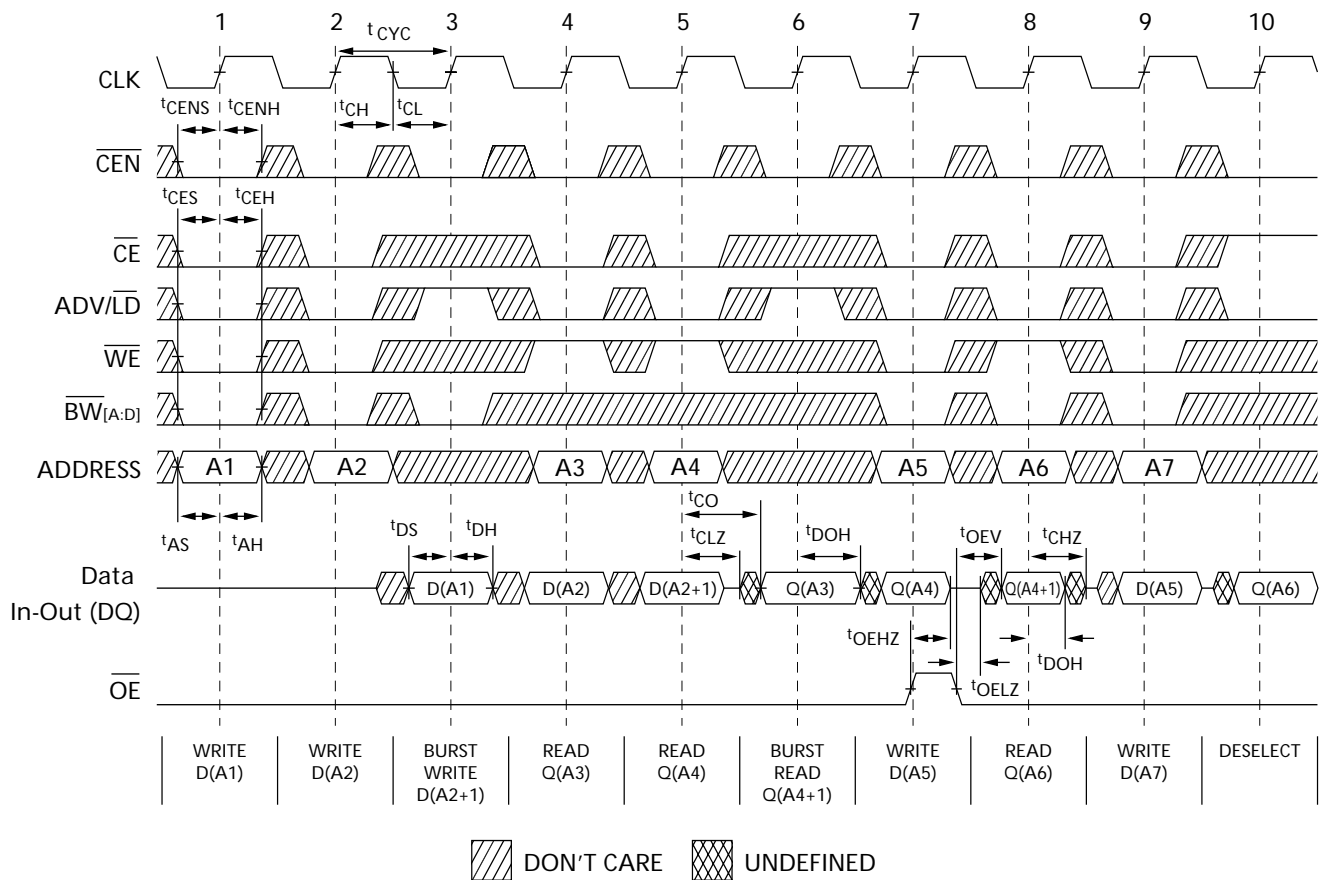 1 2 3 4 5 6 7 8 9 10
tCYC
CLK
tCENS tCENH tCH tCL
CEN
tCES tCEH
CE
ADV/LD
WE
BW[A:D]
ADDRESS A1 A2 A3 A4 A5 A6 A7
tCO
tAS tAH tDS tDH tCLZ tDOH tOEV tCHZ
Data
In-Out (DQ)
D(A1) D(A2) D(A2+1) Q(A3) Q(A4) Q(A4+1) D(A5) Q(A6)
tOEHZ tDOH
tOELZ
OE
WRITE
D(A1)
WRITE
D(A2)
BURST
WRITE
D(A2+1)
READ
Q(A3)
READ
Q(A4)
BURST
READ
Q(A4+1)
WRITE
D(A5)
READ
Q(A6)
WRITE
D(A7)
DESELECT
DON'T CARE UNDEFINED